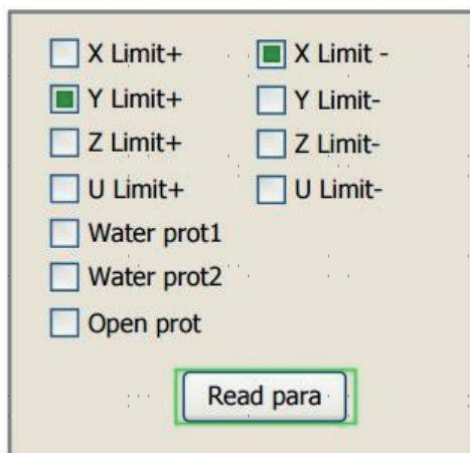 X Limit+ X Limit -
Y Limit+ Y Limit-
Z Limit+ Z Limit-
U Limit+ U Limit-
Water prot1
Water prot2
Open prot
Read para